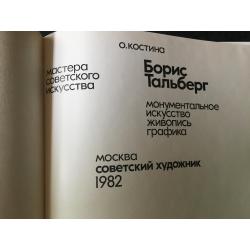 о.костина
мастера
советского
искусства
Борис
Тальберг
монументальное
искусство
живопись
графика
москва
советский художник
1982